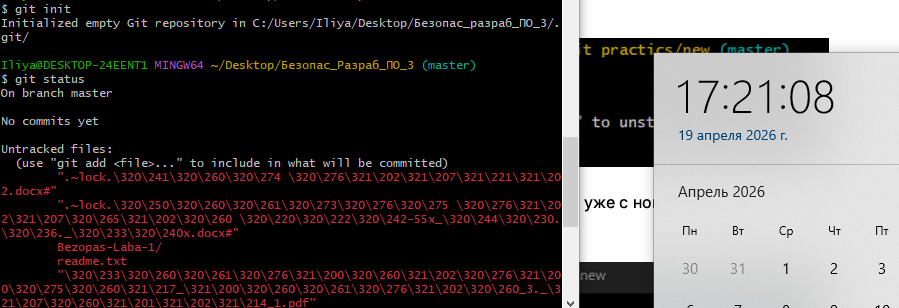 $ git init
Initialized empty Git repository in C:/Users/Iliya/Desktop/Безопас_разраб_ПО_3/.
git/
Iliya@DESKTOP-24EENT1 MINGW64 ~/Desktop/Безопас_Разраб_ПО_3 (master)
$ git status
On branch master
No commits yet
Untracked files:
(use "git add <file>..." to include in what will be committed)
".~lock.\320\241\320\260\320\274 \320\276\321\202\321\207\321\221\321\20
2.docx#"
".~lock.\320\250\320\260\320\261\320\273\320\276\320\275 \320\276\321\20
2\321\207\320\265\321\202\320\260 \320\220\320\222\320\242-55x_\320\244\320\230.
\320\236._\320\233\320\240x.docx#"
Bezopas-Laba-1/
readme.txt
"\320\233\320\260\320\261\320\276\321\200\320\260\321\202\320\276\321\20
0\320\275\320\260\321\217_\321\200\320\260\320\261\320\276\321\202\320\260_3._\3
21\207\320\260\321\201\321\202\321\214_1.pdf"
practics/new (master)
" to unst
уже с но
new
17:21:08
19 апреля 2026 г.
Апрель 2026
Пн Вт Ср Чт Пт
30 31 1 2 3